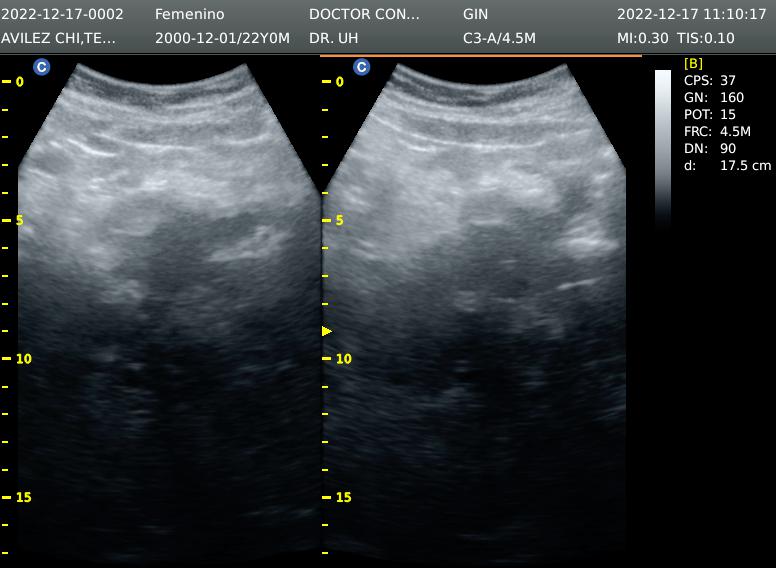 2022-12-17-0002 Femenino DOCTOR CON... GIN 2022-12-17 11:10:17
AVILEZ CHI,TE... 2000-12-01/22Y0M DR. UH C3-A/4.5M MI:0.30 TIS:0.10
C C [B]
0 0 CPS: 37
GN: 160
POT: 15
FRC: 4.5M
DN: 90
d: 17.5 cm
5 5
10 10
15 15